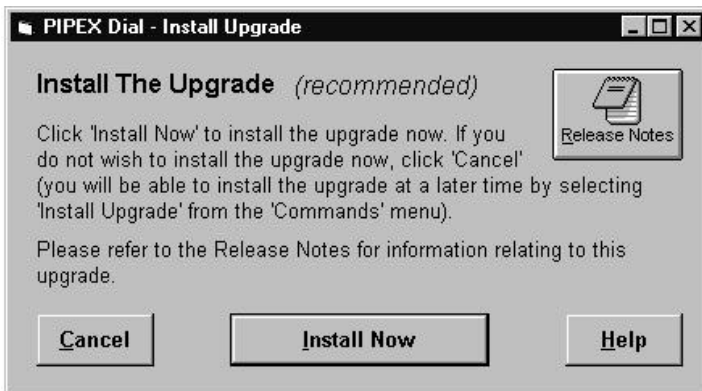 PIPEX Dial - Install Upgrade
Install The Upgrade (recommended)
Release Notes
Click 'Install Now' to install the upgrade now. If you
do not wish to install the upgrade now, click 'Cancel'
(you will be able to install the upgrade at a later time by selecting
'Install Upgrade' from the 'Commands' menu).
Please refer to the Release Notes for information relating to this
upgrade.
Cancel
Install Now
Help